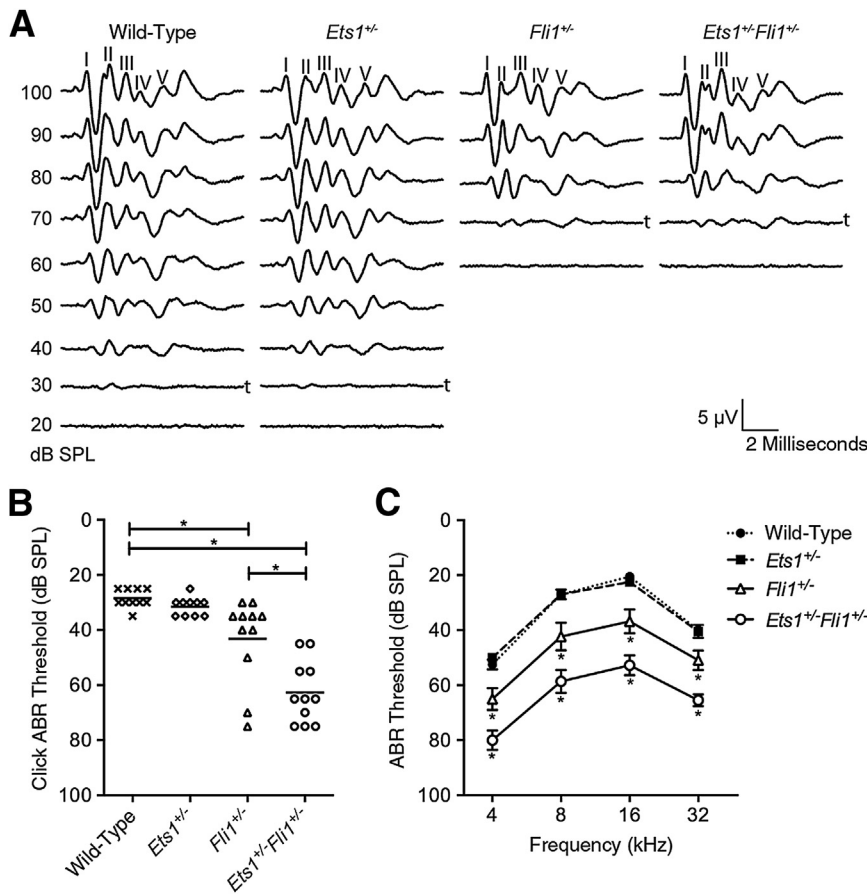 A
Wild-Type Ets1+/- Fli1+/- Ets1+/-Fli1+/-
I II III IV V I II III IV V I II III IV V I II III IV V
100
90
80
70 t t
60
50
40
30 t t
20
dB SPL
5 µV
2 Milliseconds
B
Click ABR Threshold (dB SPL)
0
20
40
60
80
100
* * *
Wild-Type Ets1+/- Fli1+/- Ets1+/-Fli1+/-
C
ABR Threshold (dB SPL)
0
20
40
60
80
100
* * * *
* * * *
4 8 16 32
Frequency (kHz)
Wild-Type
Ets1+/-
Fli1+/-
Ets1+/-Fli1+/-